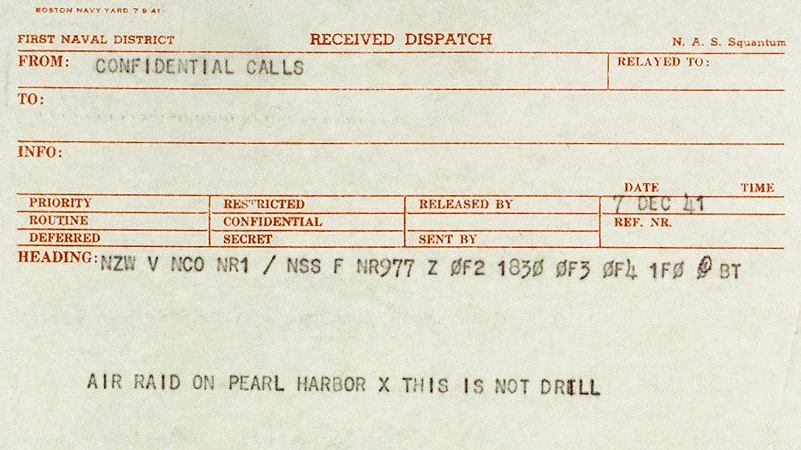 BOSTON NAVY YARD 7 9 41
FIRST NAVAL DISTRICT RECEIVED DISPATCH N. A. S. Squantum
FROM: CONFIDENTIAL CALLS RELAYED TO:
TO:
INFO:
DATE TIME
PRIORITY RESTRICTED RELEASED BY 7 DEC 41
ROUTINE CONFIDENTIAL REF. NR.
DEFERRED SECRET SENT BY
HEADING: NZW V NCO NR1 / NSS F NR977 Z ØF2 183Ø ØF3 ØF4 1FØ Ø BT
AIR RAID ON PEARL HARBOR X THIS IS NOT DRILL